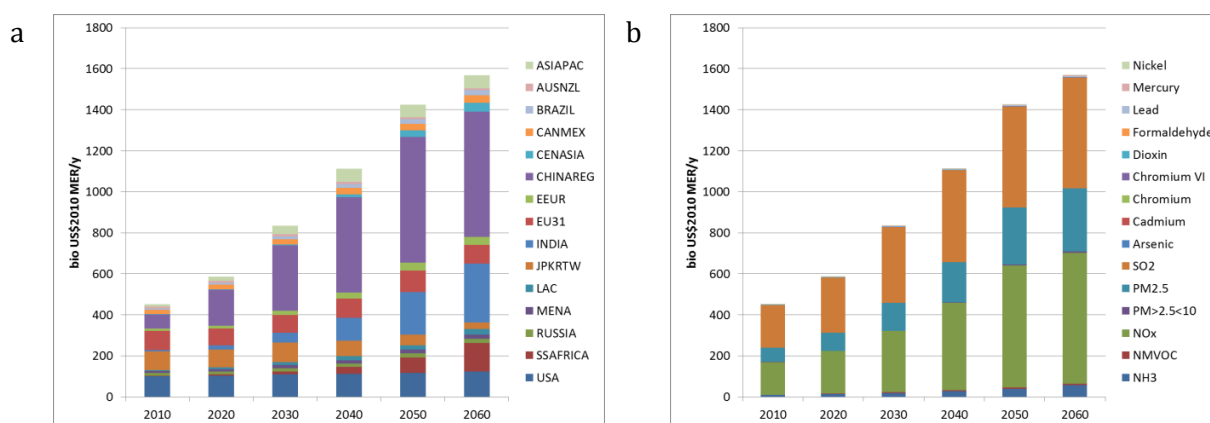 a
bio US$2010 MER/y
1800
1600
1400
1200
1000
800
600
400
200
0
2010 2020 2030 2040 2050 2060
ASIAPAC
AUSNZL
BRAZIL
CANMEX
CENASIA
CHINAREG
EEUR
EU31
INDIA
JPKRTW
LAC
MENA
RUSSIA
SSAFRICA
USA
b
bio US$2010 MER/y
1800
1600
1400
1200
1000
800
600
400
200
0
2010 2020 2030 2040 2050 2060
Nickel
Mercury
Lead
Formaldehyde
Dioxin
Chromium VI
Chromium
Cadmium
Arsenic
SO2
PM2.5
PM>2.5<10
NOx
NMVOC
NH3